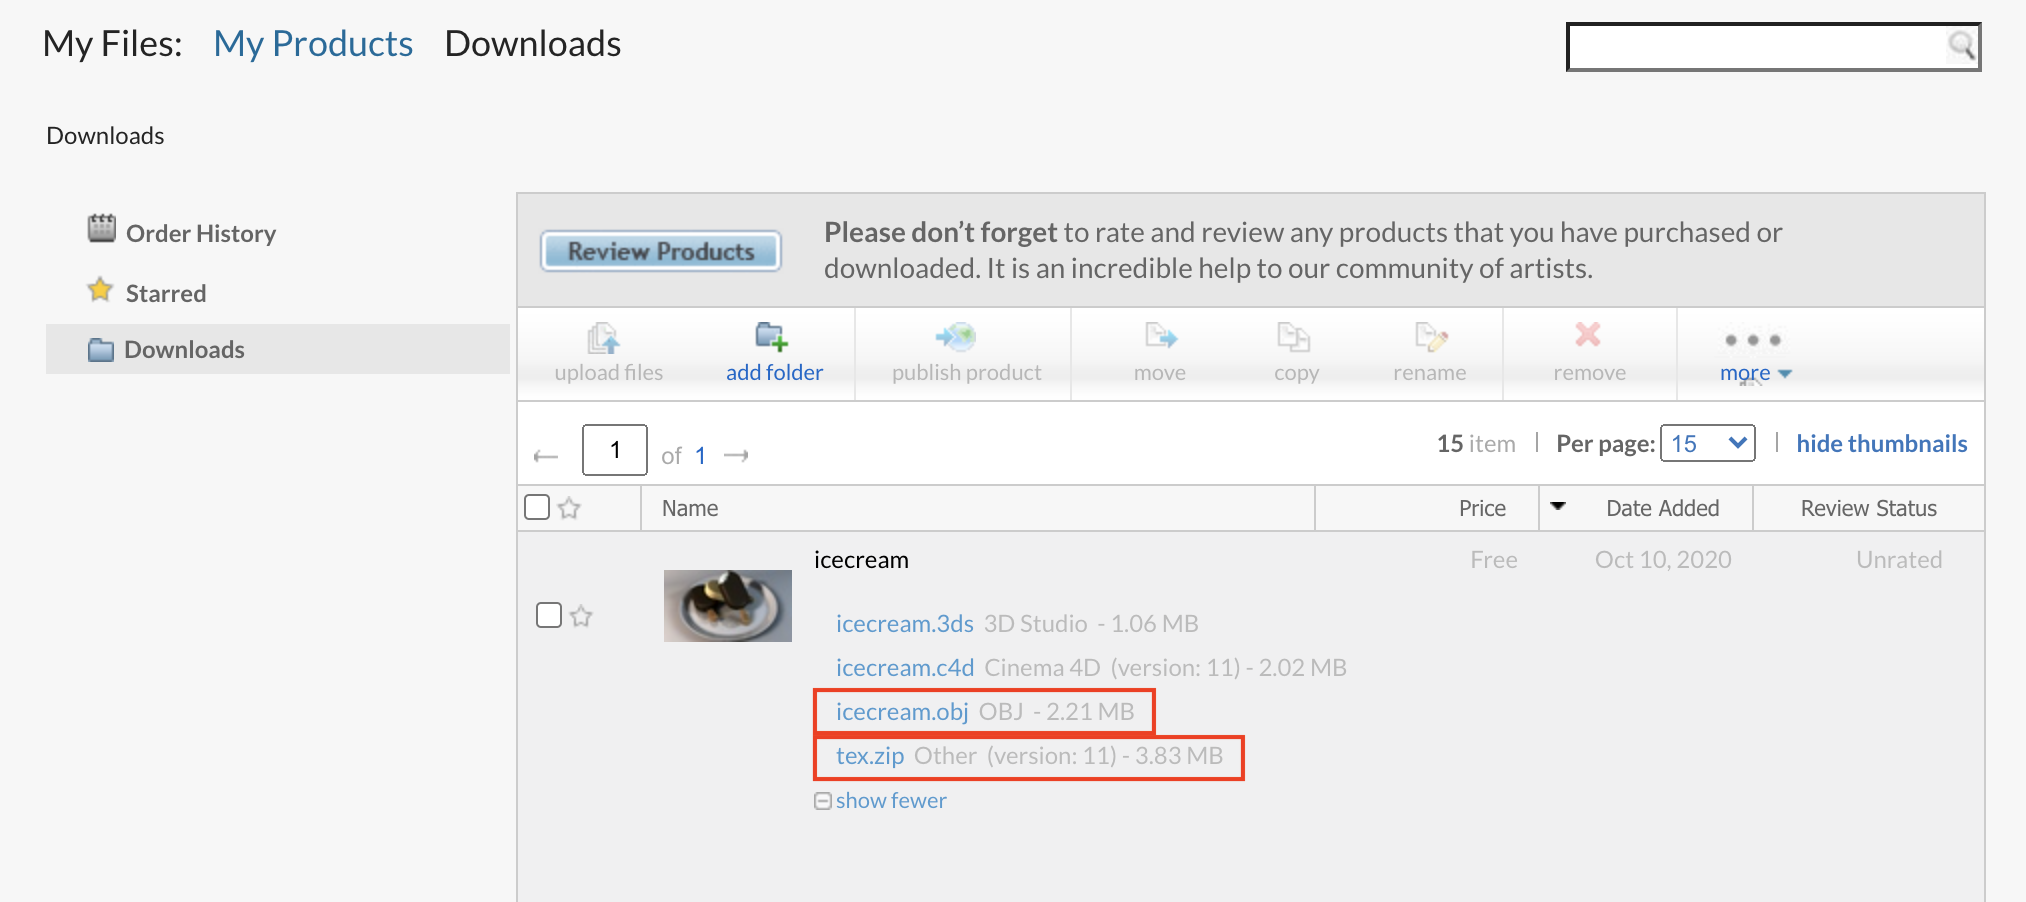 My Files: My Products Downloads
Downloads
Order History
Starred
Downloads
Review Products
Please don’t forget to rate and review any products that you have purchased or
downloaded. It is an incredible help to our community of artists.
upload files add folder publish product move copy rename remove more
1 of 1
15 item Per page: 15 hide thumbnails
Name Price Date Added Review Status
icecream Free Oct 10, 2020 Unrated
icecream.3ds 3D Studio - 1.06 MB
icecream.c4d Cinema 4D (version: 11) - 2.02 MB
icecream.obj OBJ - 2.21 MB
tex.zip Other (version: 11) - 3.83 MB
show fewer